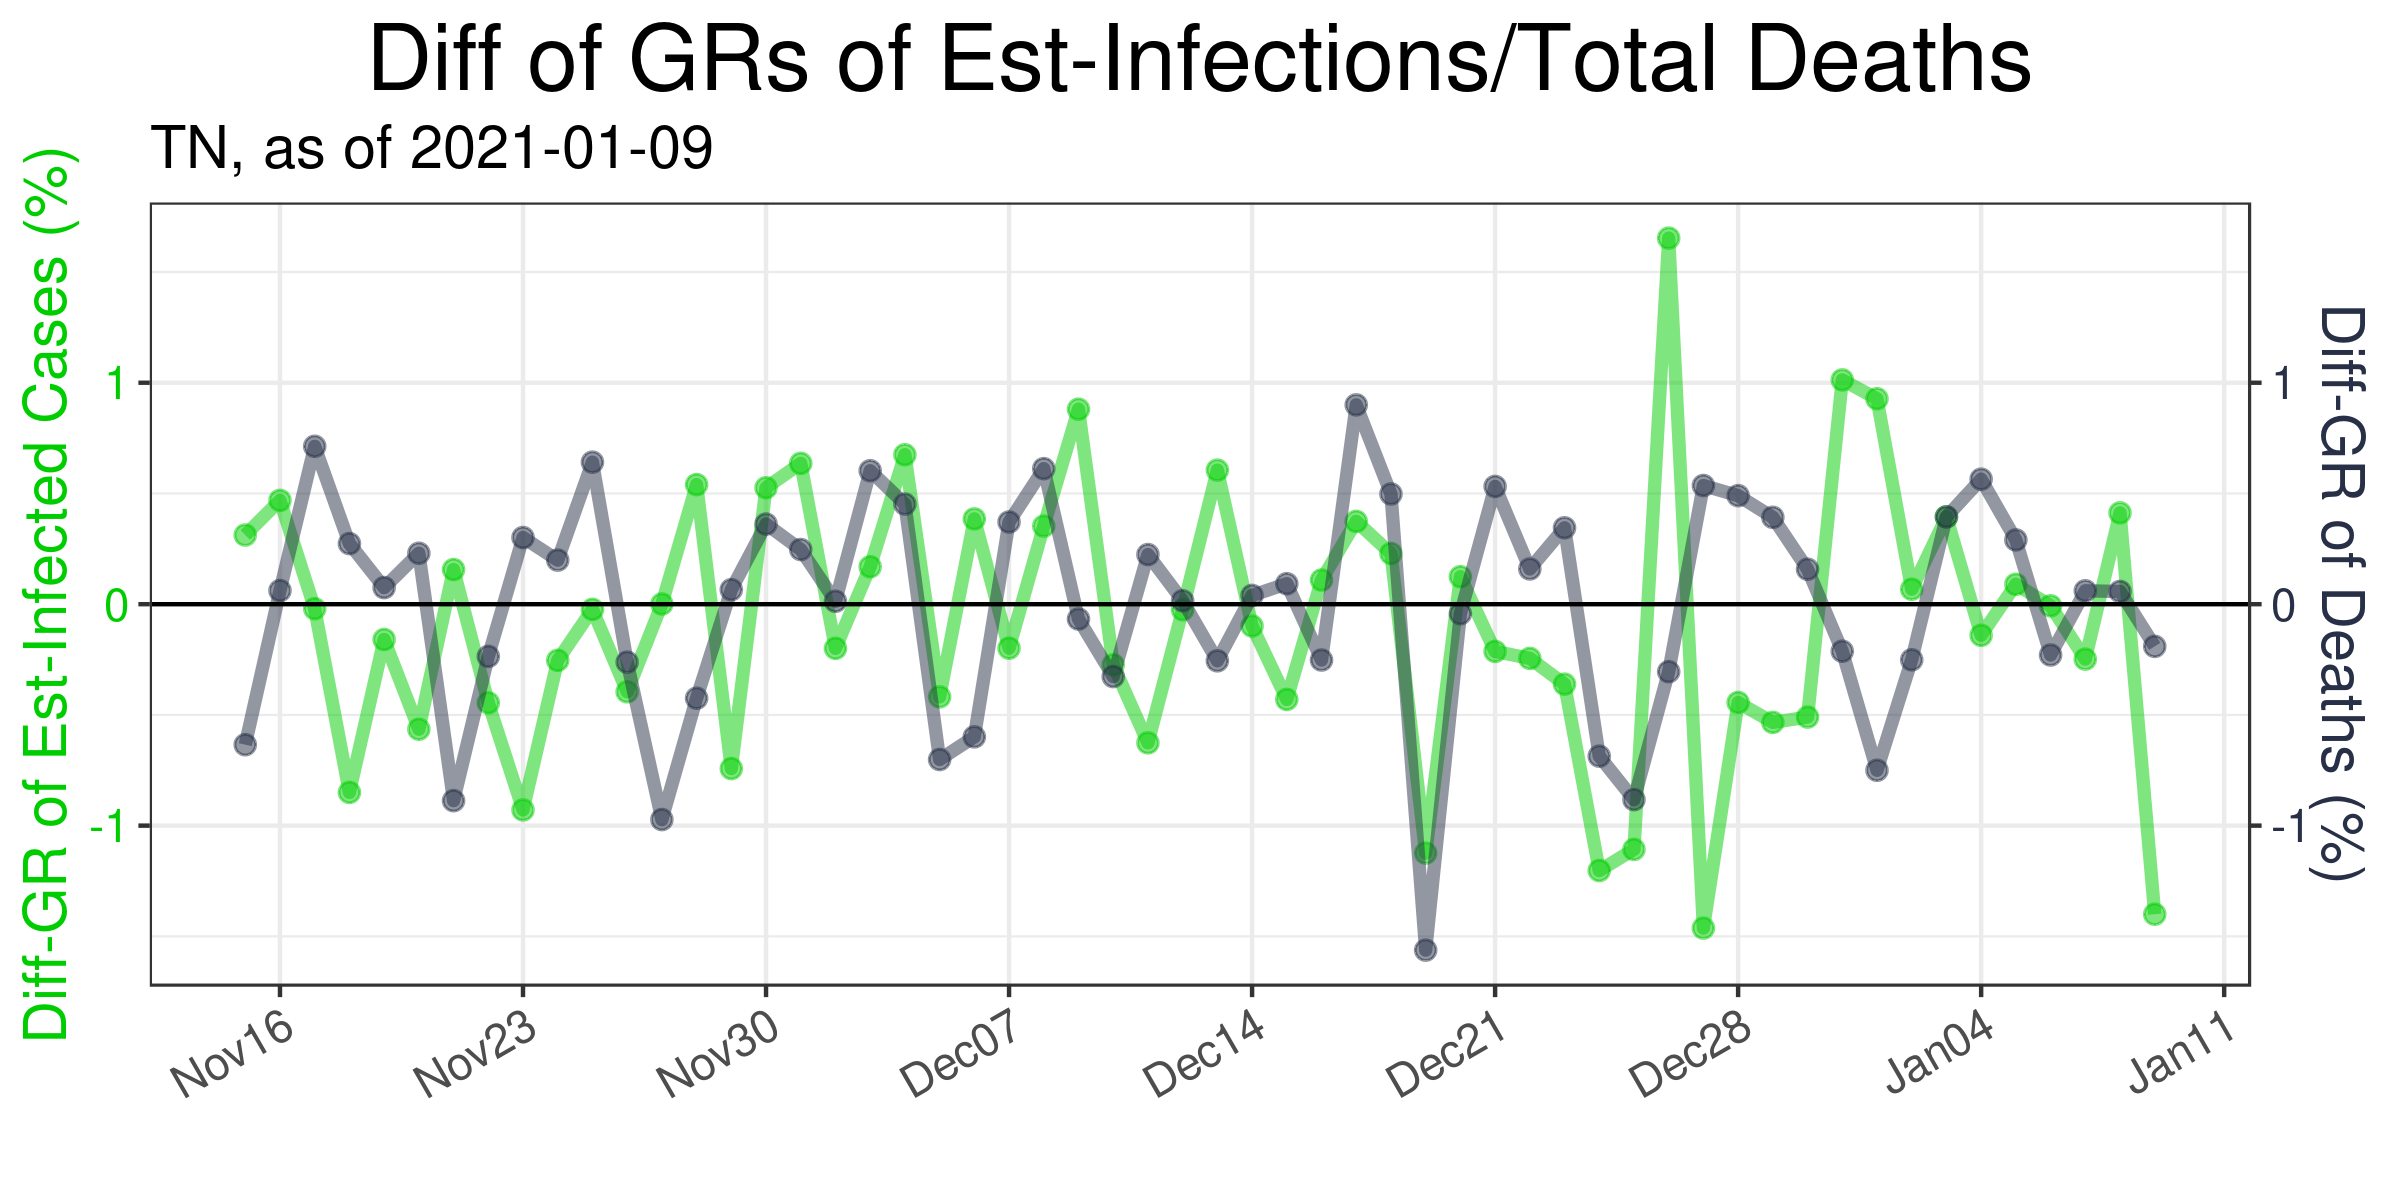 Diff of GRs of Est-Infections/Total Deaths
TN, as of 2021-01-09
Diff-GR of Est-Infected Cases (%)
1
0
-1
1
0
-1
Diff-GR of Deaths (%)
Nov16
Nov23
Nov30
Dec07
Dec14
Dec21
Dec28
Jan04
Jan11